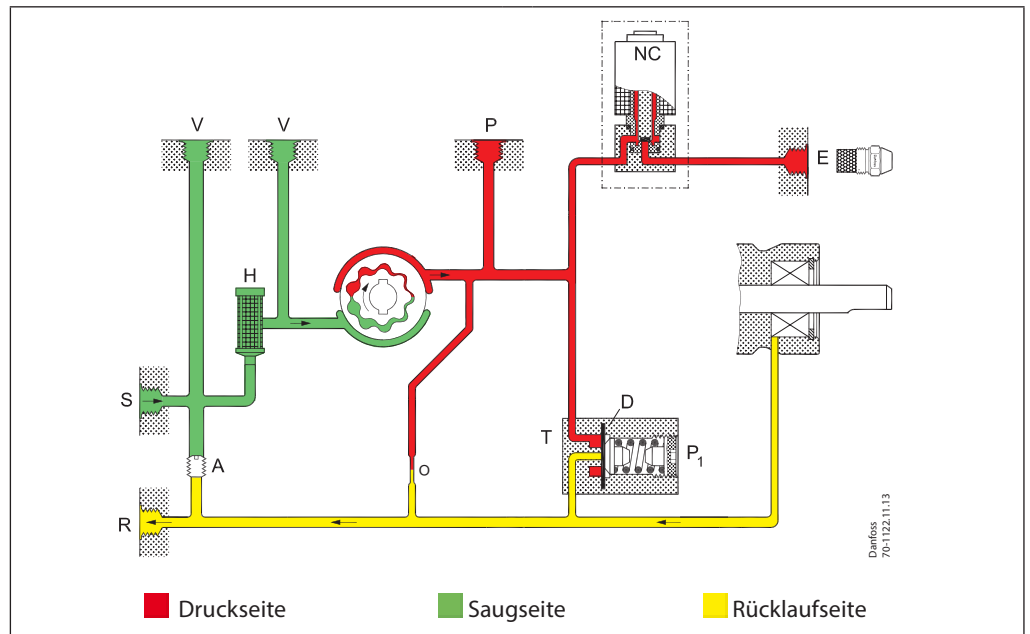 NC
V V P
E
H
S
D
T
P1
A
O
R
Danfoss
70-1122.11.13
Druckseite Saugseite Rücklaufseite